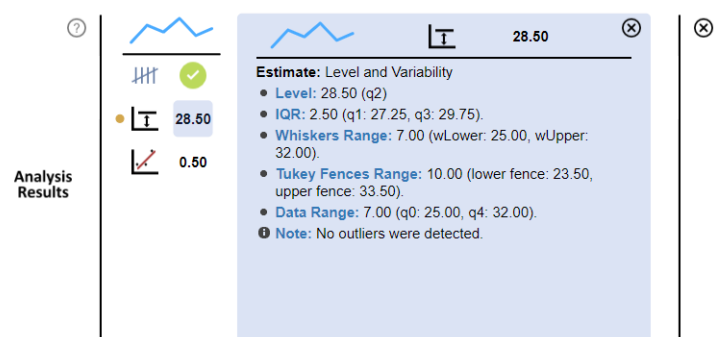 28.50
Estimate: Level and Variability
Level: 28.50 (q2)
IQR: 2.50 (q1: 27.25, q3: 29.75).
Whiskers Range: 7.00 (wLower: 25.00, wUpper:
32.00).
Tukey Fences Range: 10.00 (lower fence: 23.50,
upper fence: 33.50).
Data Range: 7.00 (q0: 25.00, q4: 32.00).
Note: No outliers were detected.
28.50
0.50
Analysis
Results